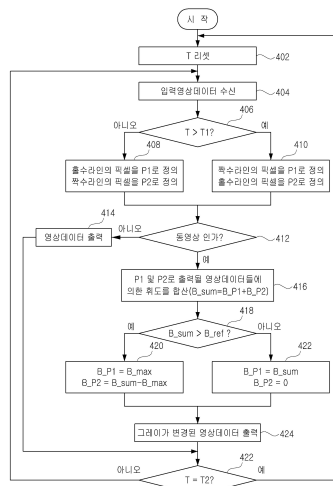 시 작
T 리셋
402
입력영상데이터 수신
404
406
아니오
T > T1?
예
408
410
홀수라인의 픽셀을 P1로 정의
짝수라인의 픽셀을 P2로 정의
짝수라인의 픽셀을 P1로 정의
홀수라인의 픽셀을 P2로 정의
414
아니오
영상데이터 출력
동영상 인가?
412
예
P1 및 P2로 출력될 영상데이터들에
의한 휘도를 합산(B_sum=B_P1+B_P2)
416
418
예
B_sum > B_ref ?
아니오
420
422
B_P1 = B_max
B_P2 = B_sum-B_max
B_P1 = B_sum
B_P2 = 0
그레이가 변경된 영상데이터 출력
424
422
아니오
T = T2?
예